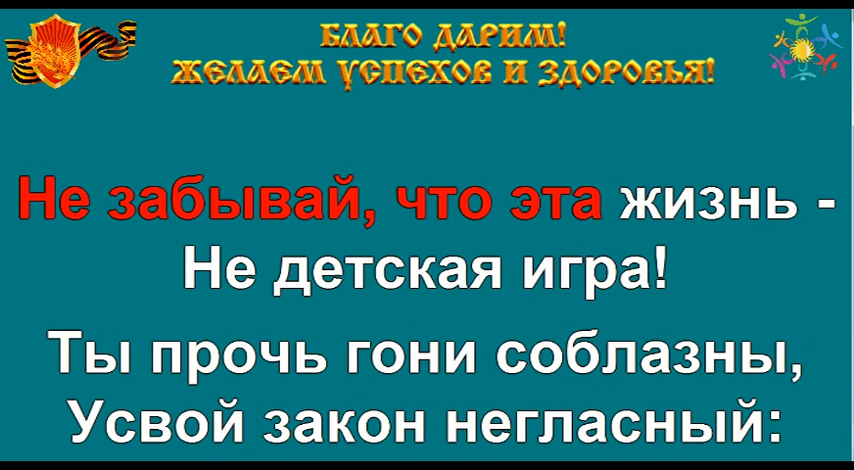 БЛАГО ДАРИМ!
ЖЕЛАЕМ УСПЕХОВ И ЗДОРОВЬЯ!
Не забывай, что эта жизнь -
Не детская игра!
Ты прочь гони соблазны,
Усвой закон негласный: